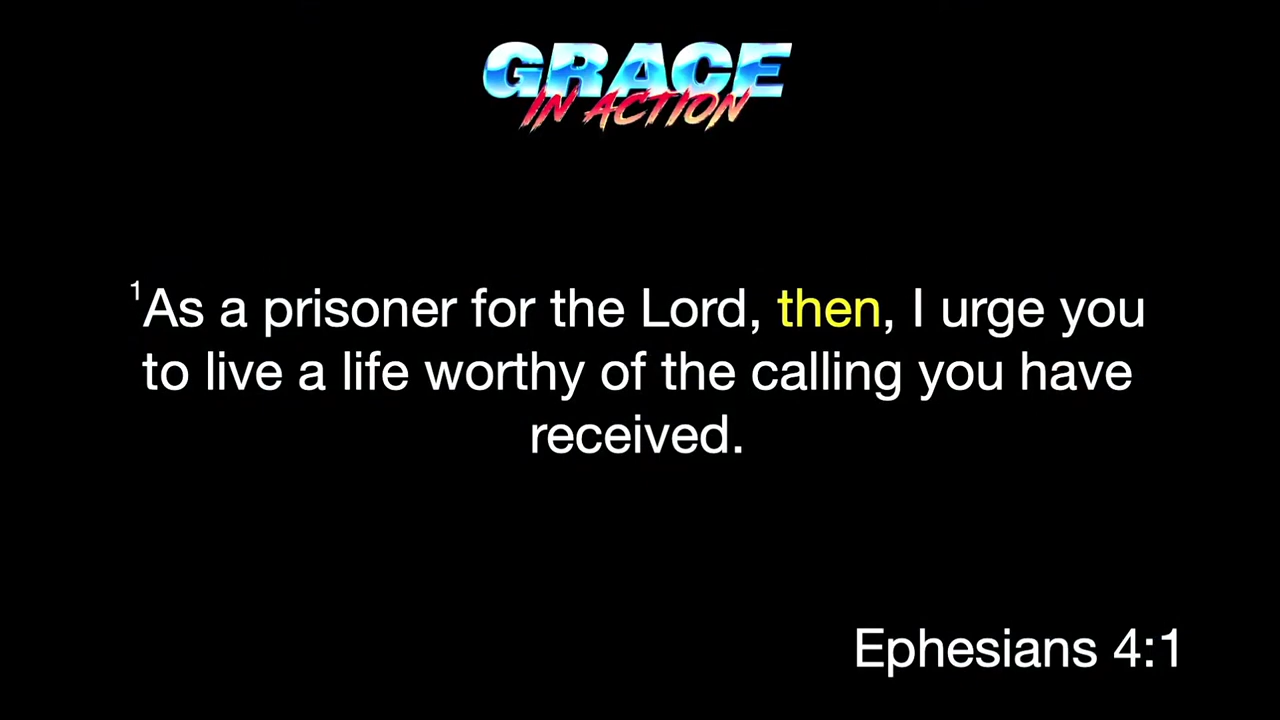 GRACE
IN ACTION
¹As a prisoner for the Lord, then, I urge you
to live a life worthy of the calling you have
received.
Ephesians 4:1